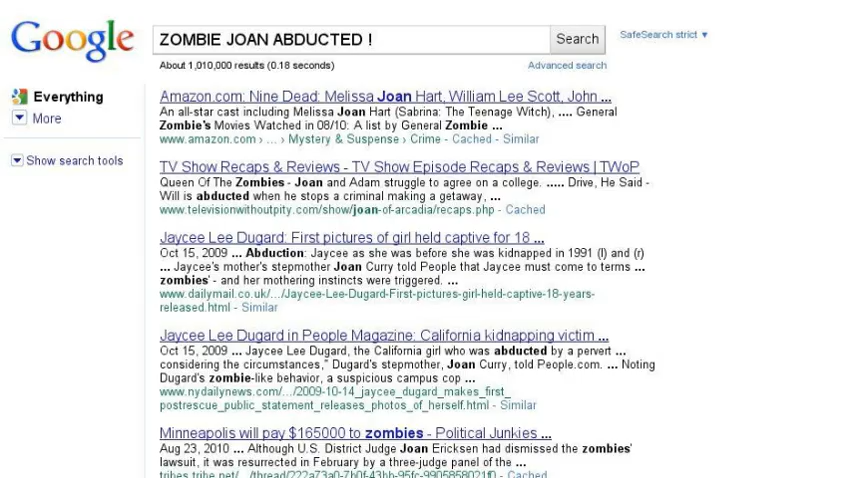 Google
ZOMBIE JOAN ABDUCTED !
Search
SafeSearch strict ▼
About 1,010,000 results (0.18 seconds)
Advanced search
Everything
More
Show search tools
Amazon.com: Nine Dead: Melissa Joan Hart, William Lee Scott, John ...
An all-star cast including Melissa Joan Hart (Sabrina: The Teenage Witch), .... General
Zombie's Movies Watched in 08/10: A list by General Zombie ...
www.amazon.com › ... › Mystery & Suspense › Crime - Cached - Similar
TV Show Recaps & Reviews - TV Show Episode Recaps & Reviews | TWoP
Queen Of The Zombies - Joan and Adam struggle to agree on a college. ..... Drive, He Said -
Will is abducted when he stops a criminal making a getaway, ...
www.televisionwithoutpity.com/show/joan-of-arcadia/recaps.php - Cached
Jaycee Lee Dugard: First pictures of girl held captive for 18 ...
Oct 15, 2009 ... Abduction: Jaycee as she was before she was kidnapped in 1991 (l) and (r)
... Jaycee's mother's stepmother Joan Curry told People that Jaycee must come to terms ...
zombies' - and her mothering instincts were triggered. ...
www.dailymail.co.uk/.../Jaycee-Lee-Dugard-First-pictures-girl-held-captive-18-years-
released.html - Similar
Jaycee Lee Dugard in People Magazine: California kidnapping victim ...
Oct 15, 2009 ... Jaycee Lee Dugard, the California girl who was abducted by a pervert ...
considering the circumstances," Dugard's stepmother, Joan Curry, told People.com. ... Noting
Dugard's zombie-like behavior, a suspicious campus cop ...
www.nydailynews.com/.../2009-10-14_jaycee_dugard_makes_first_
postrescue_public_statement_releases_photos_of_herself.html - Similar
Minneapolis will pay $165000 to zombies - Political Junkies ...
Aug 23, 2010 ... Although U.S. District Judge Joan Ericksen had dismissed the zombies'
lawsuit, it was resurrected in February by a three-judge panel of the ...
- Cached